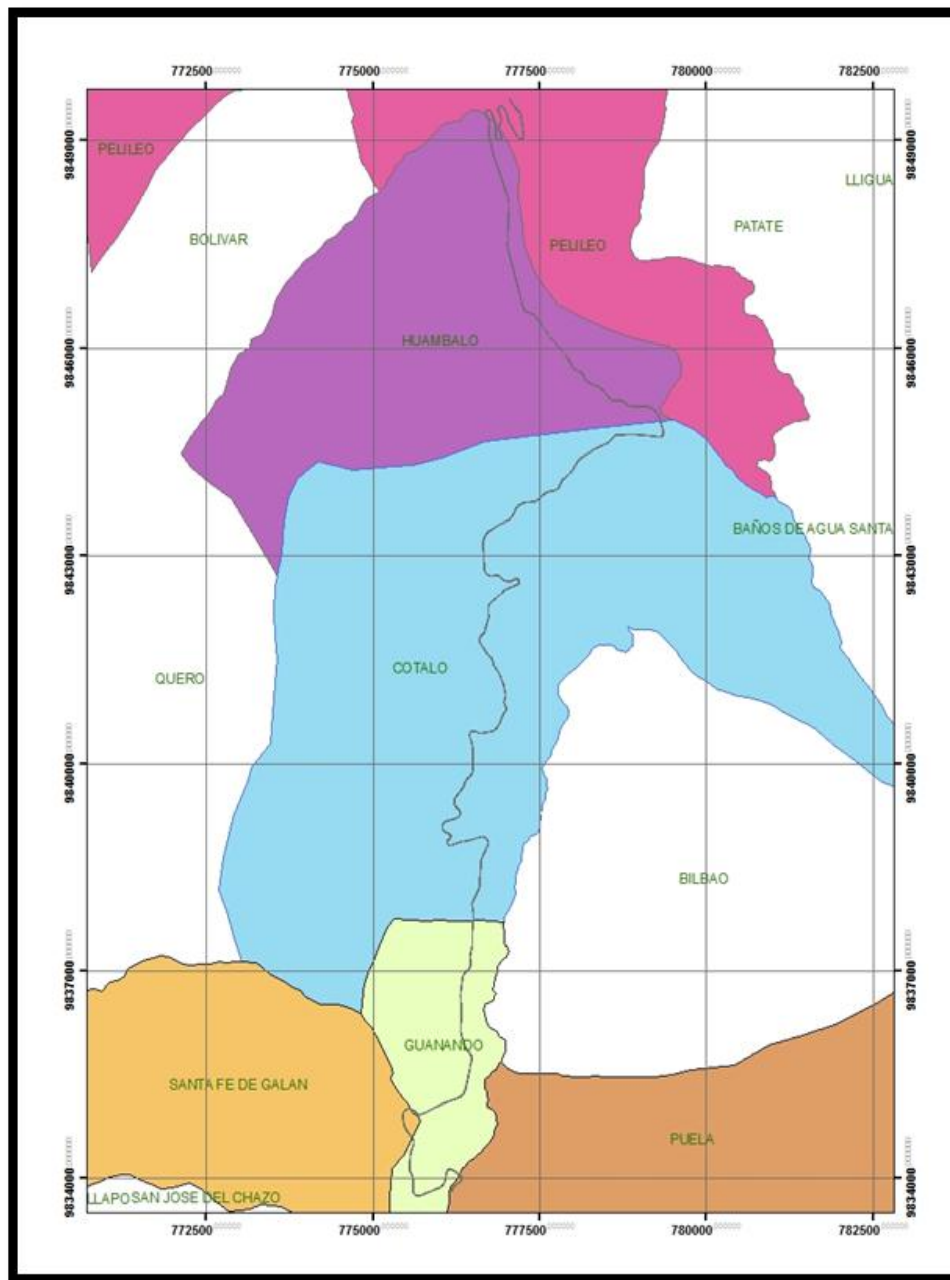 772500 775000 777500 780000 782500
9849000 9849000
PELILEO
LLIGUA
PATATE
BOLIVAR
PELILEO
HUAMBALO
9846000 9846000
BAÑOS DE AGUA SANTA
9843000 9843000
COTALO
QUERO
9840000 9840000
BILBAO
9837000 9837000
GUANANDO
SANTA FE DE GALAN
PUELA
9834000 9834000
LLAPO SAN JOSE DEL CHAZO
772500 775000 777500 780000 782500